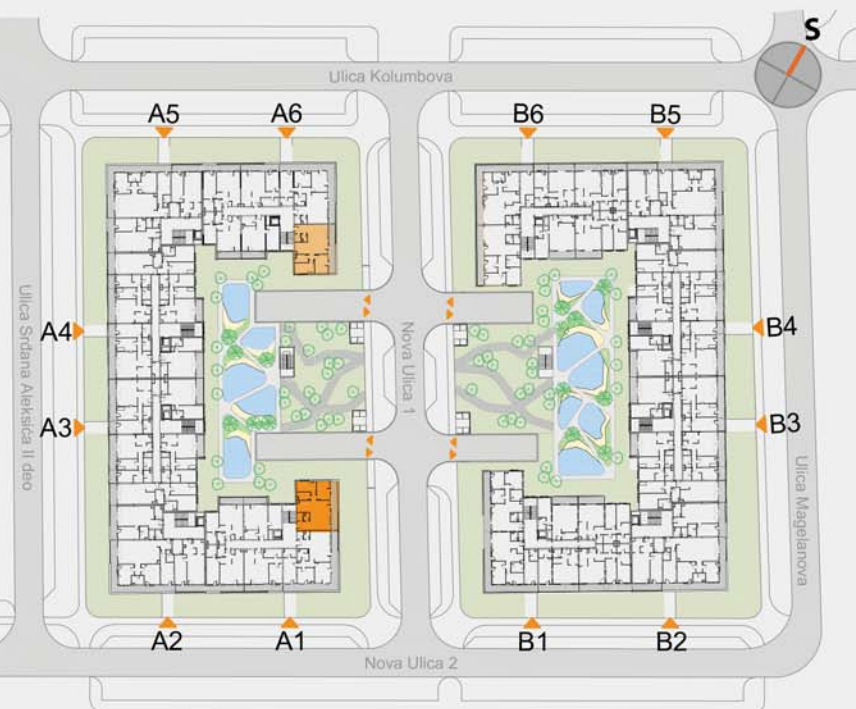 S
Ulica Kolumbova
A5
A6
B6
B5
Ulica Srđana Aleksića II deo
A4
Nova Ulica 1
B4
A3
B3
Ulica Magelanova
A2
A1
B1
B2
Nova Ulica 2